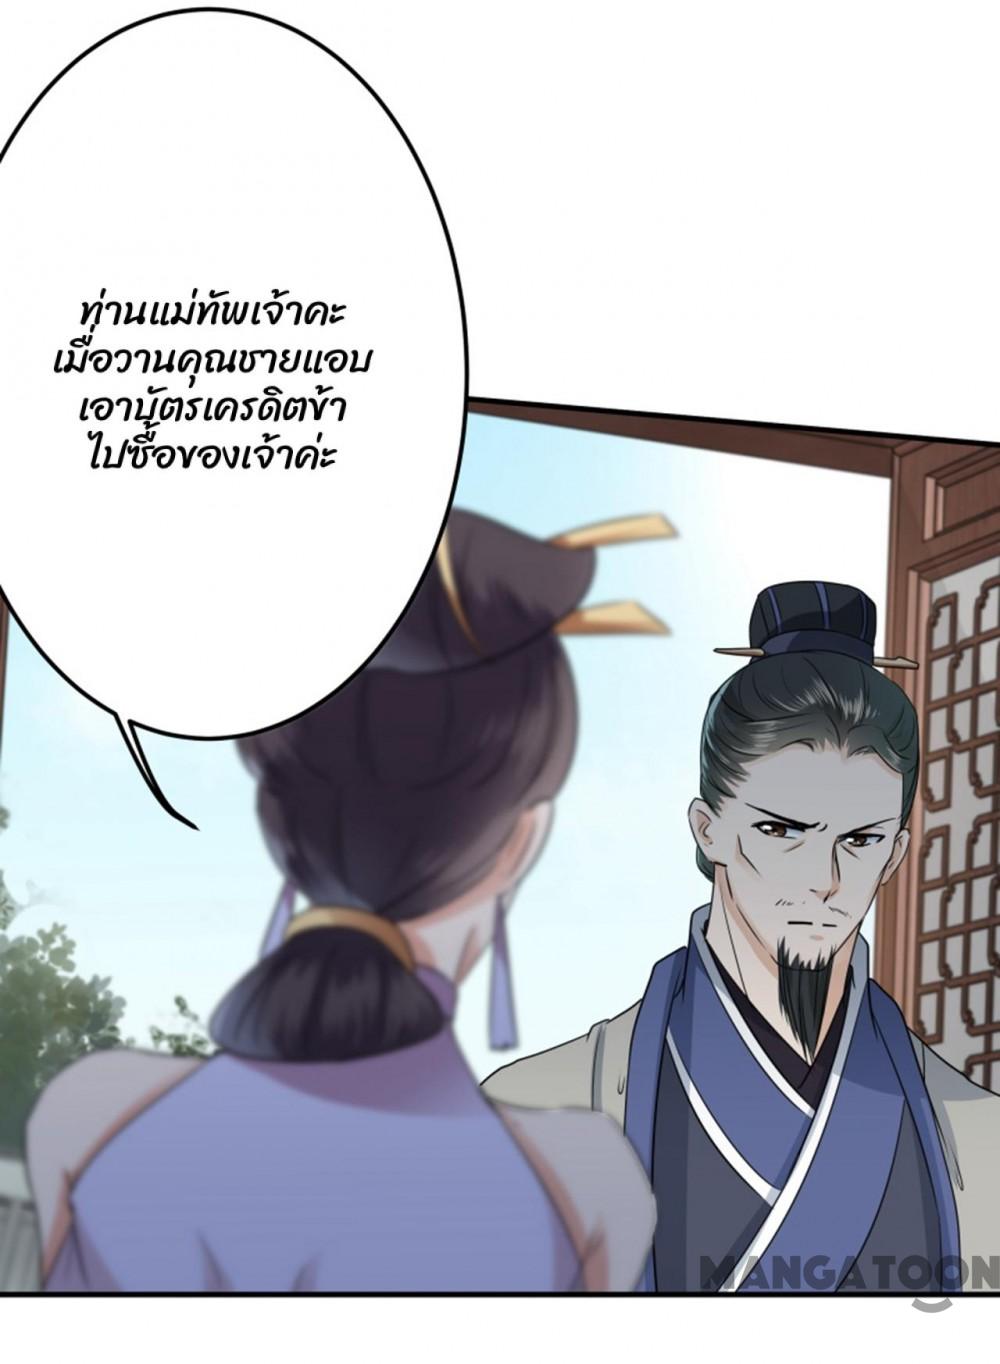 ท่านแม่ทัพเจ้าคะ
เมื่อวานคุณชายแอบ
เอาบัตรเครดิตข้า
ไปซื้อของเจ้าค่ะ
MANGATOON